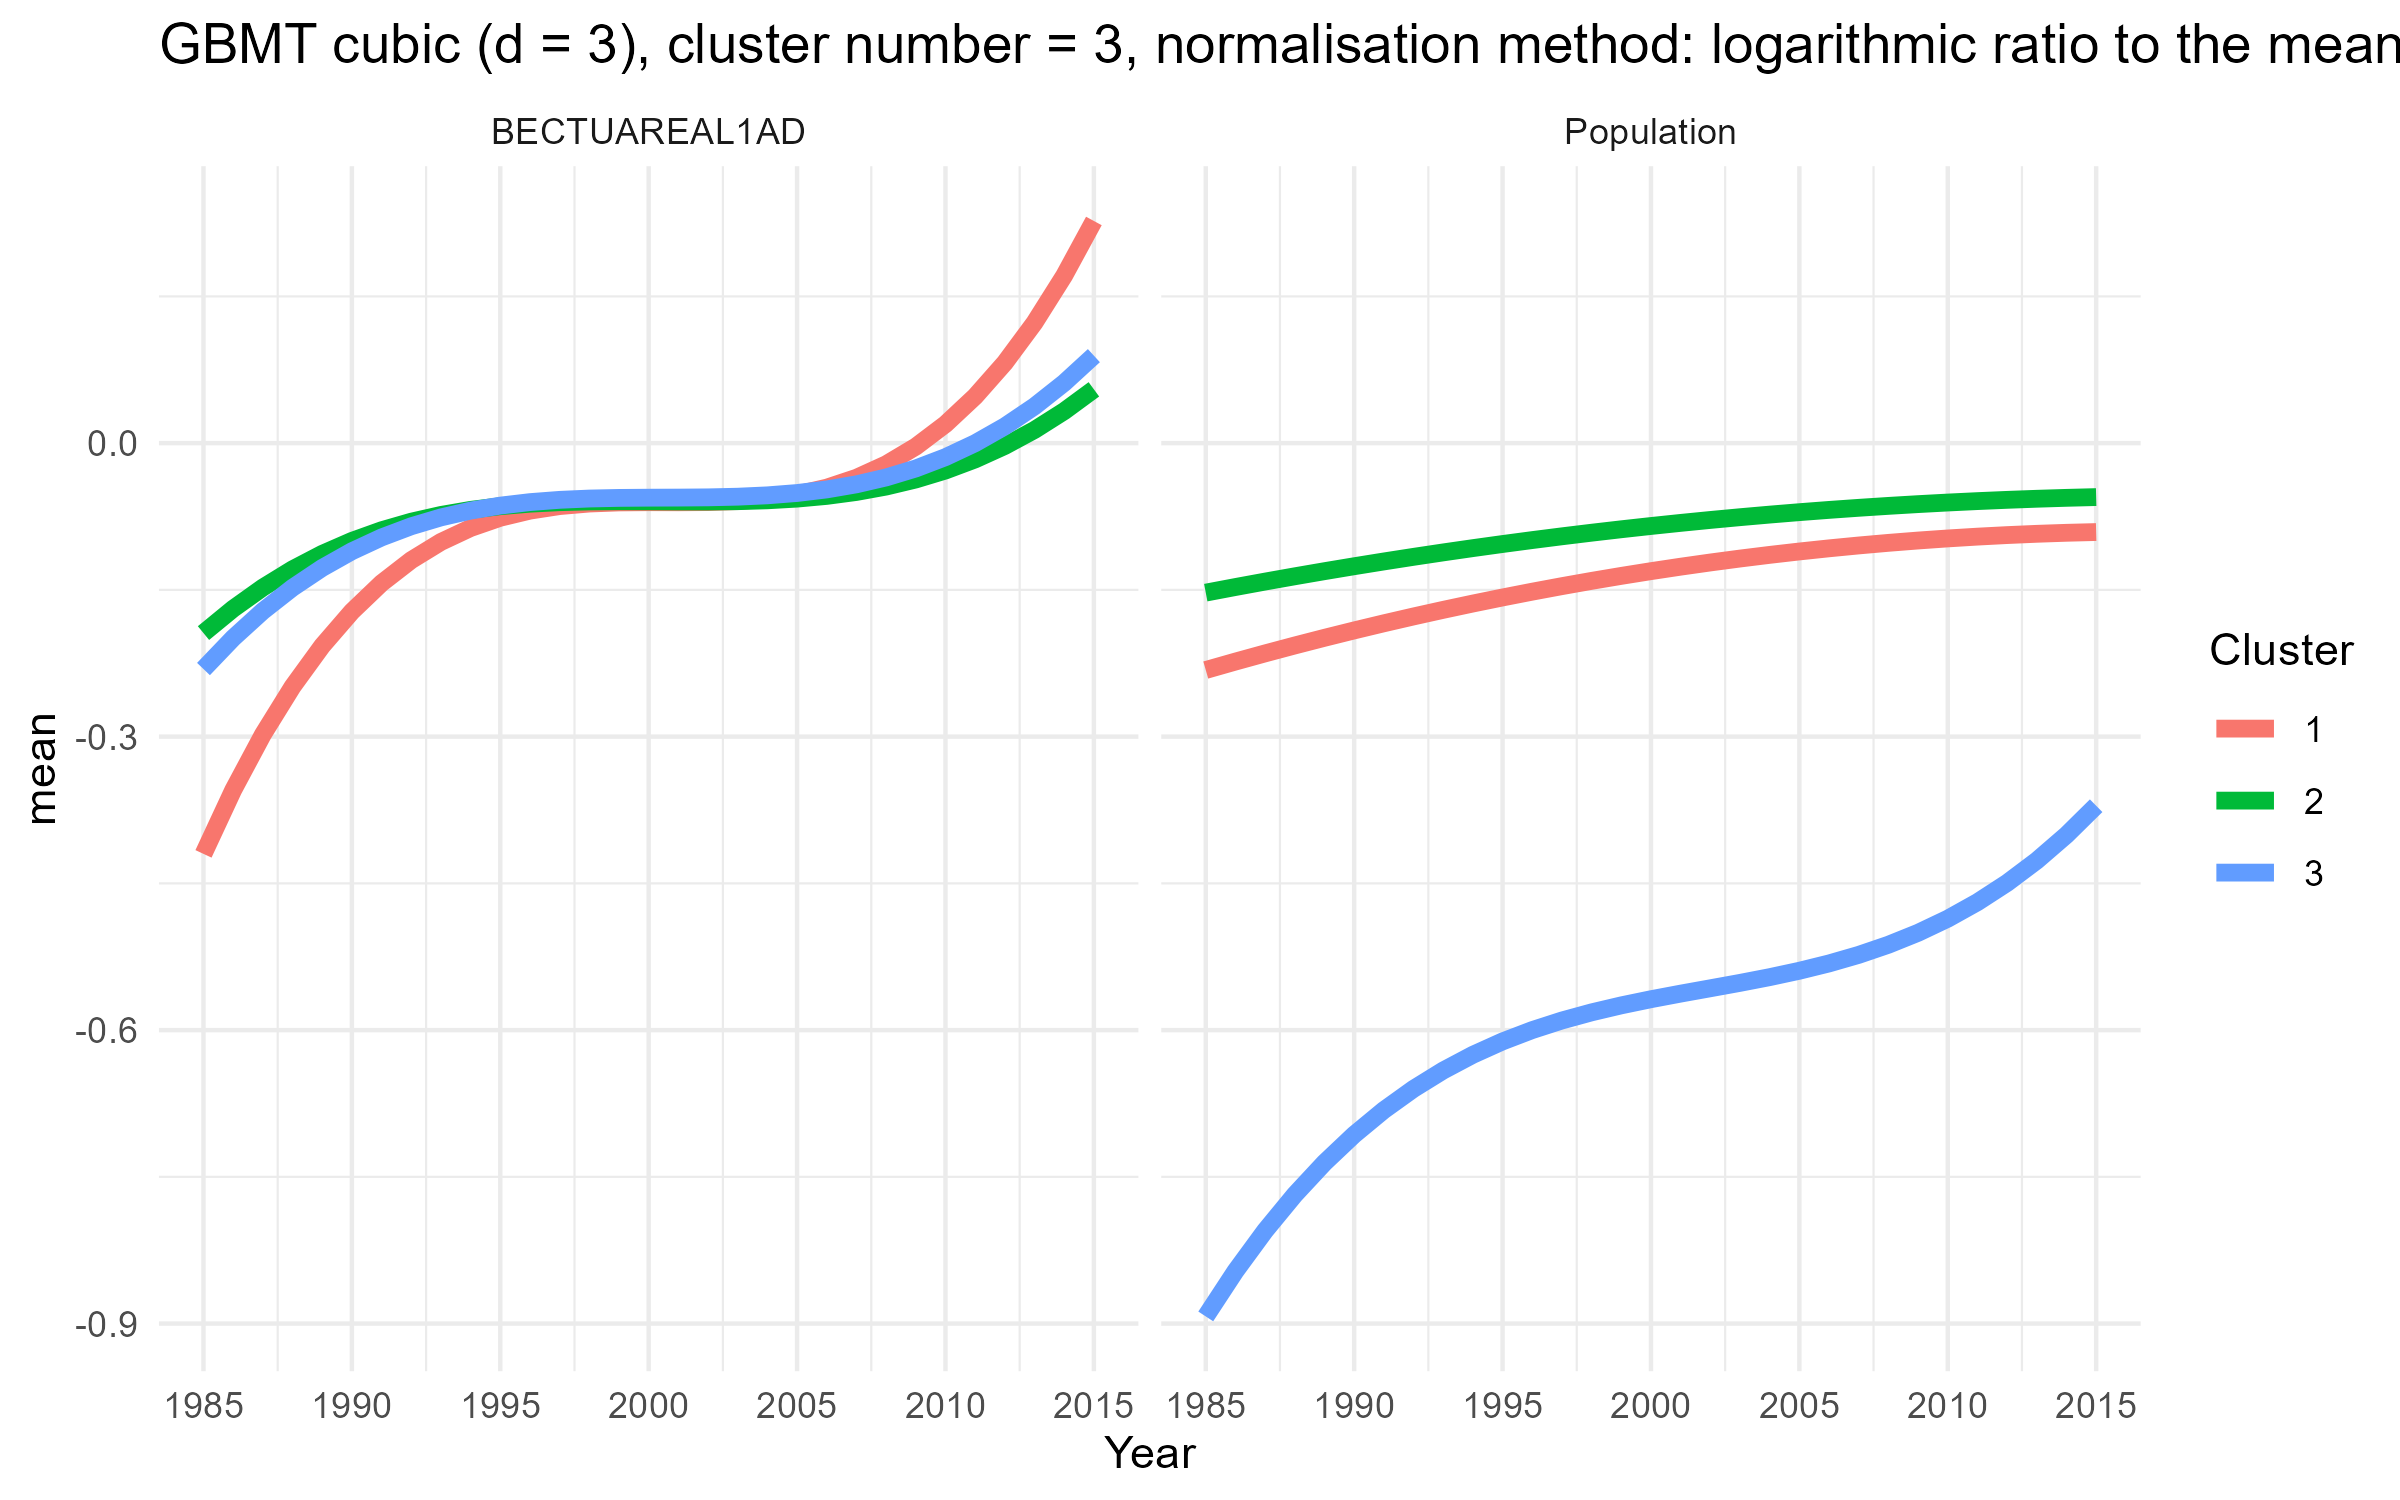 GBMT cubic (d = 3), cluster number = 3, normalisation method: logarithmic ratio to the mean
BECTUAREAL1AD
Population
mean
0.0
-0.3
-0.6
-0.9
1985 1990 1995 2000 2005 2010 2015
1985 1990 1995 2000 2005 2010 2015
Year
Cluster
1
2
3